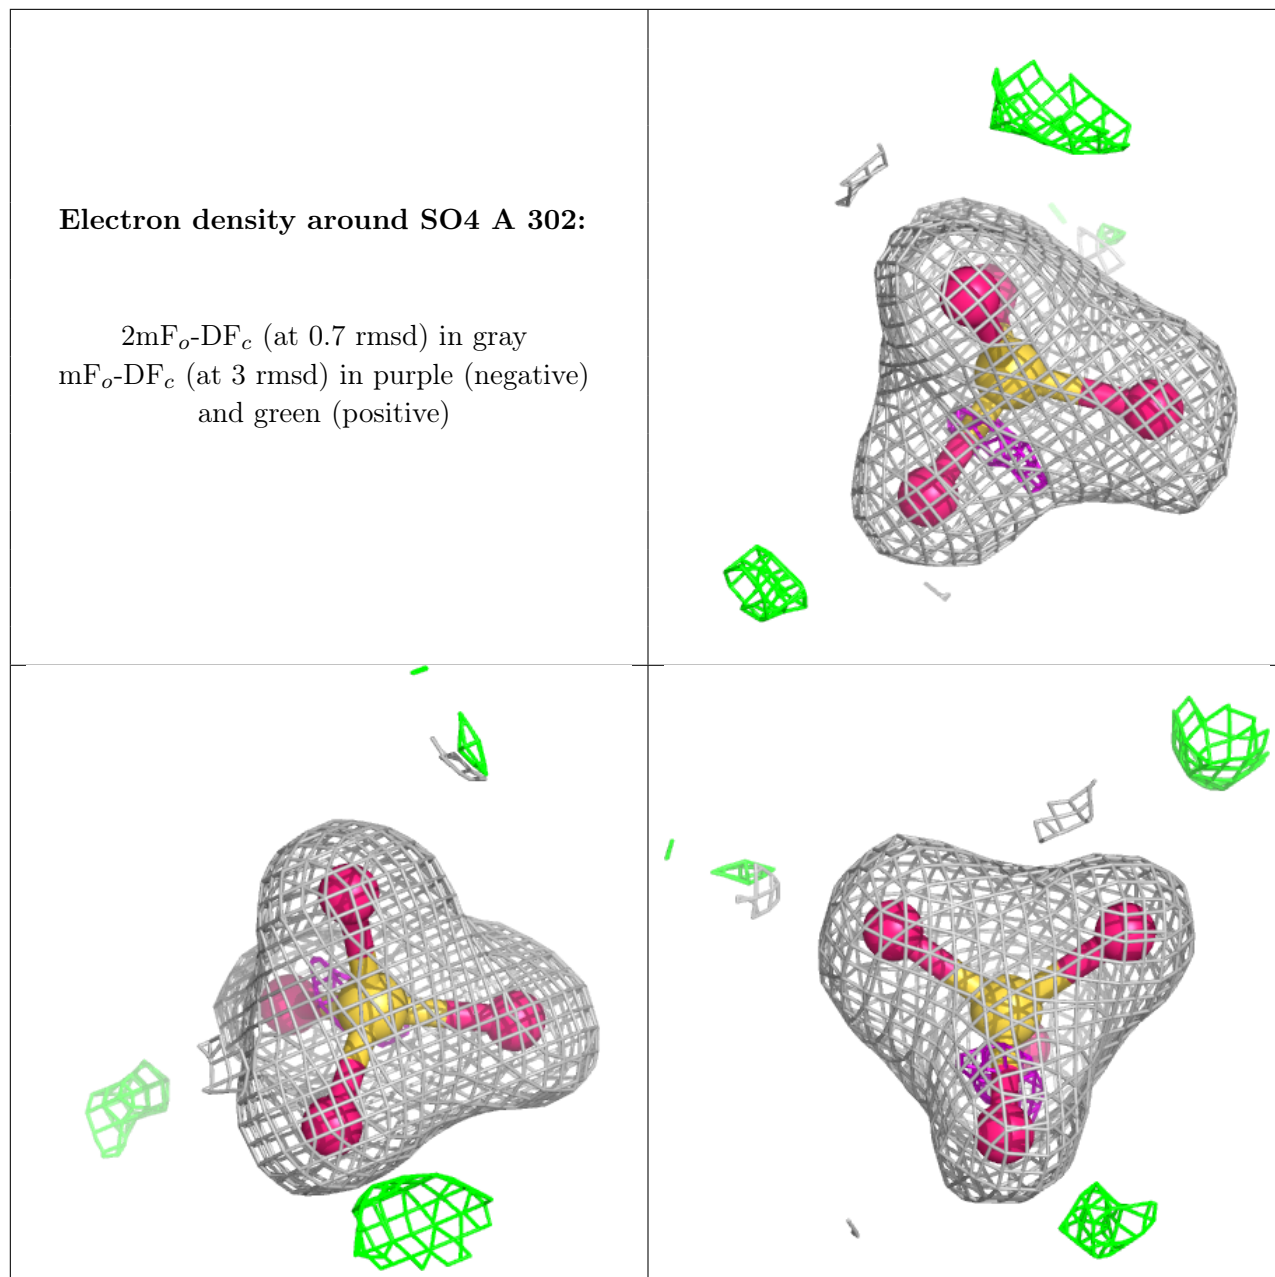 Electron density around SO4 A 302:
2mFo-DFc (at 0.7 rmsd) in gray
mFo-DFc (at 3 rmsd) in purple (negative)
and green (positive)